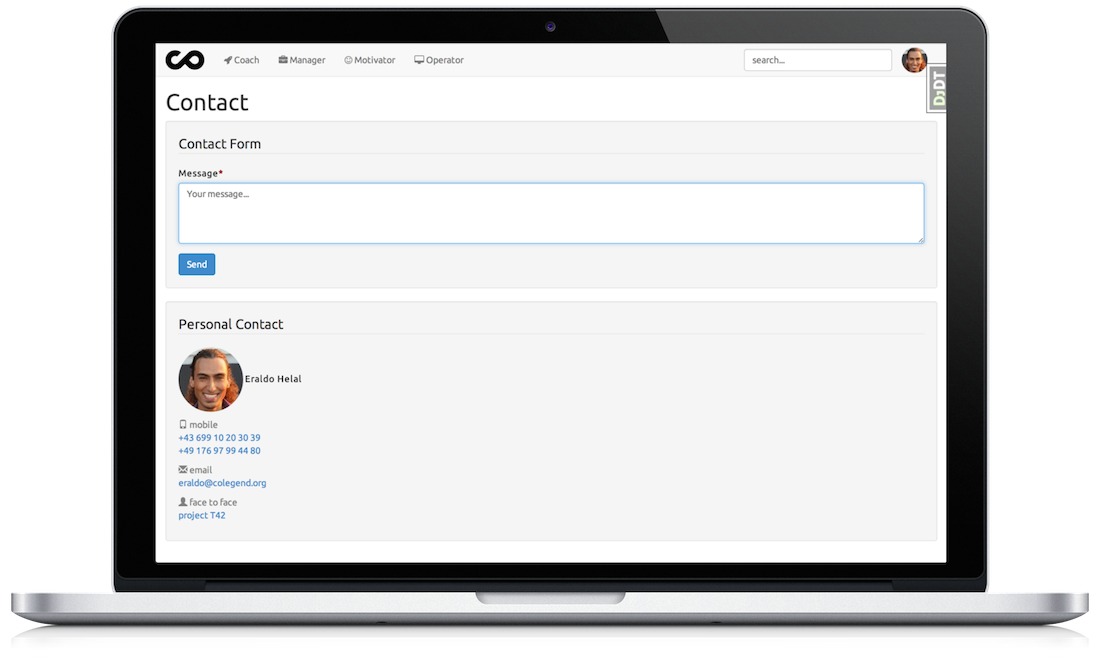 Coach Manager Motivator Operator search...
DjDT
Contact
Contact Form
Message*
Your message...
Send
Personal Contact
Eraldo Helal
mobile
+43 699 10 20 30 39
+49 176 97 99 44 80
email
eraldo@colegend.org
face to face
project T42